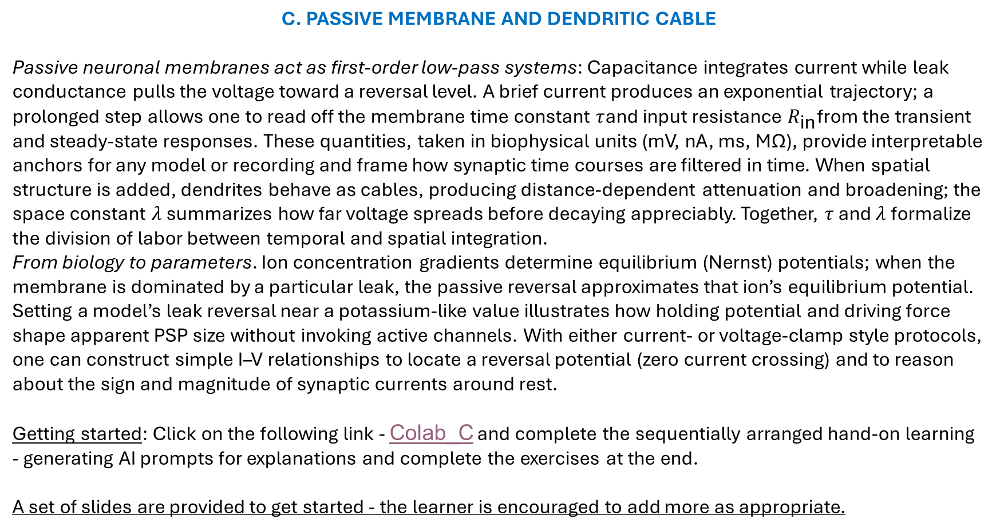 C. PASSIVE MEMBRANE AND DENDRITIC CABLE
Passive neuronal membranes act as first-order low-pass systems: Capacitance integrates current while leak
conductance pulls the voltage toward a reversal level. A brief current produces an exponential trajectory; a
prolonged step allows one to read off the membrane time constant τand input resistance Rin from the transient
and steady-state responses. These quantities, taken in biophysical units (mV, nA, ms, MΩ), provide interpretable
anchors for any model or recording and frame how synaptic time courses are filtered in time. When spatial
structure is added, dendrites behave as cables, producing distance-dependent attenuation and broadening; the
space constant λ summarizes how far voltage spreads before decaying appreciably. Together, τ and λ formalize
the division of labor between temporal and spatial integration.
From biology to parameters. Ion concentration gradients determine equilibrium (Nernst) potentials; when the
membrane is dominated by a particular leak, the passive reversal approximates that ion’s equilibrium potential.
Setting a model’s leak reversal near a potassium-like value illustrates how holding potential and driving force
shape apparent PSP size without invoking active channels. With either current- or voltage-clamp style protocols,
one can construct simple I–V relationships to locate a reversal potential (zero current crossing) and to reason
about the sign and magnitude of synaptic currents around rest.
Getting started: Click on the following link - Colab_C and complete the sequentially arranged hand-on learning
- generating AI prompts for explanations and complete the exercises at the end.
A set of slides are provided to get started - the learner is encouraged to add more as appropriate.